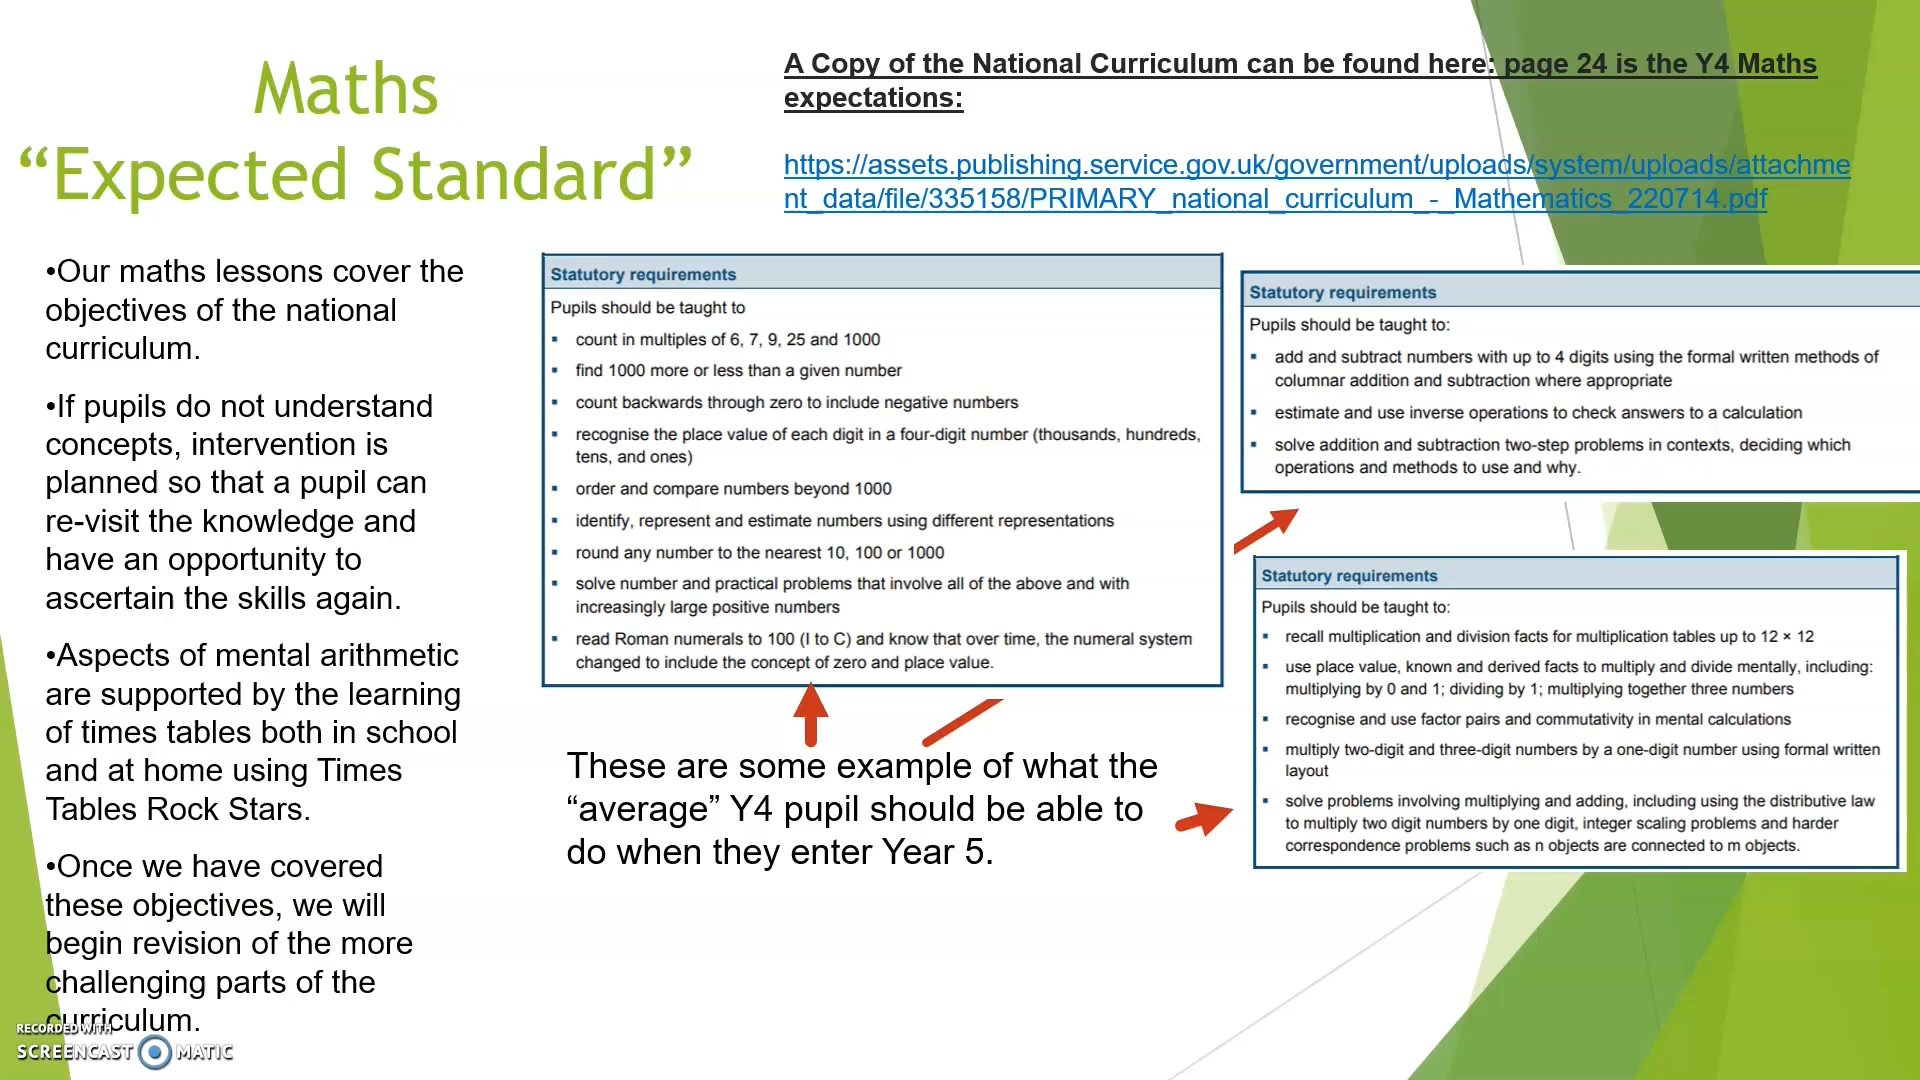 Maths
“Expected Standard”
A Copy of the National Curriculum can be found here: page 24 is the Y4 Maths
expectations:
https://assets.publishing.service.gov.uk/government/uploads/system/uploads/attachme
nt_data/file/335158/PRIMARY_national_curriculum_-_Mathematics_220714.pdf
•Our maths lessons cover the
objectives of the national
curriculum.
•If pupils do not understand
concepts, intervention is
planned so that a pupil can
re-visit the knowledge and
have an opportunity to
ascertain the skills again.
•Aspects of mental arithmetic
are supported by the learning
of times tables both in school
and at home using Times
Tables Rock Stars.
•Once we have covered
these objectives, we will
begin revision of the more
challenging parts of the
curriculum.
Statutory requirements
Pupils should be taught to
▪ count in multiples of 6, 7, 9, 25 and 1000
▪ find 1000 more or less than a given number
▪ count backwards through zero to include negative numbers
▪ recognise the place value of each digit in a four-digit number (thousands, hundreds,
tens, and ones)
▪ order and compare numbers beyond 1000
▪ identify, represent and estimate numbers using different representations
▪ round any number to the nearest 10, 100 or 1000
▪ solve number and practical problems that involve all of the above and with
increasingly large positive numbers
▪ read Roman numerals to 100 (I to C) and know that over time, the numeral system
changed to include the concept of zero and place value.
These are some example of what the
“average” Y4 pupil should be able to
do when they enter Year 5.
Statutory requirements
Pupils should be taught to:
▪ add and subtract numbers with up to 4 digits using the formal written methods of
columnar addition and subtraction where appropriate
▪ estimate and use inverse operations to check answers to a calculation
▪ solve addition and subtraction two-step problems in contexts, deciding which
operations and methods to use and why.
Statutory requirements
Pupils should be taught to:
▪ recall multiplication and division facts for multiplication tables up to 12 × 12
▪ use place value, known and derived facts to multiply and divide mentally, including:
multiplying by 0 and 1; dividing by 1; multiplying together three numbers
▪ recognise and use factor pairs and commutativity in mental calculations
▪ multiply two-digit and three-digit numbers by a one-digit number using formal written
layout
▪ solve problems involving multiplying and adding, including using the distributive law
to multiply two digit numbers by one digit, integer scaling problems and harder
correspondence problems such as n objects are connected to m objects.
RECORDED WITH
SCREENCAST MATIC